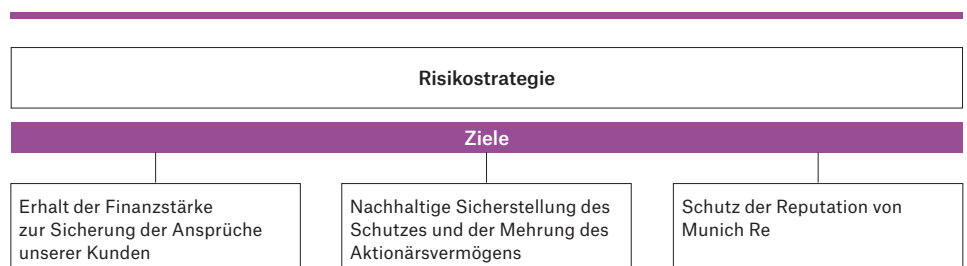 Risikostrategie
Ziele
Erhalt der Finanzstärke
zur Sicherung der Ansprüche
unserer Kunden
Nachhaltige Sicherstellung des
Schutzes und der Mehrung des
Aktionärsvermögens
Schutz der Reputation von
Munich Re